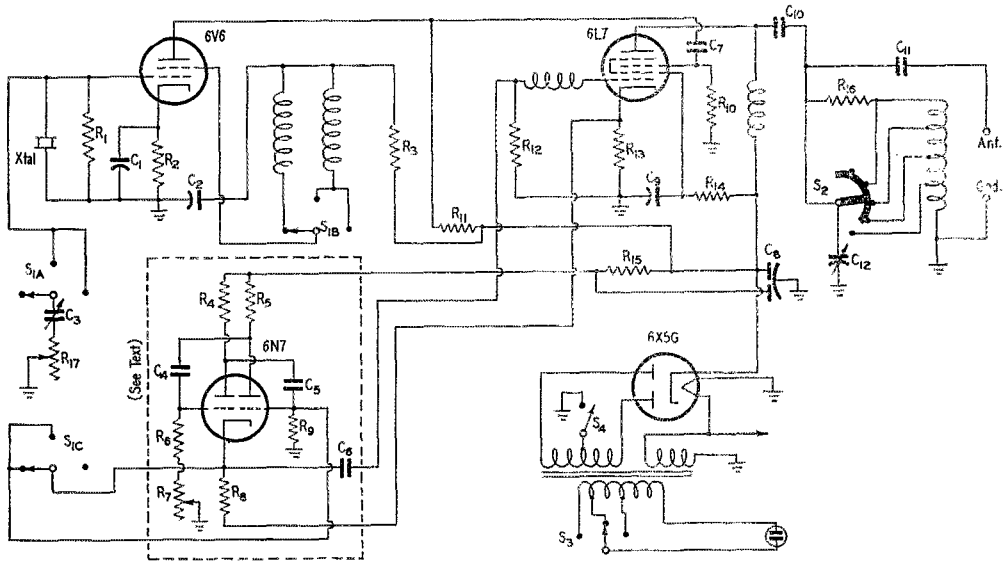 C10
6V6
6L7
C7
C11
R16
R10
Xtal
R1
C1
R2
C2
R3
R12
R13
C9
R14
Ant.
Gnd.
S2
R11
S1B
C12
S1A
C3
R17
R15
C8
R4
R5
6N7
6X5G
(See Text)
C4
C5
S4
R6
R9
S1C
C6
R7
R8
S3